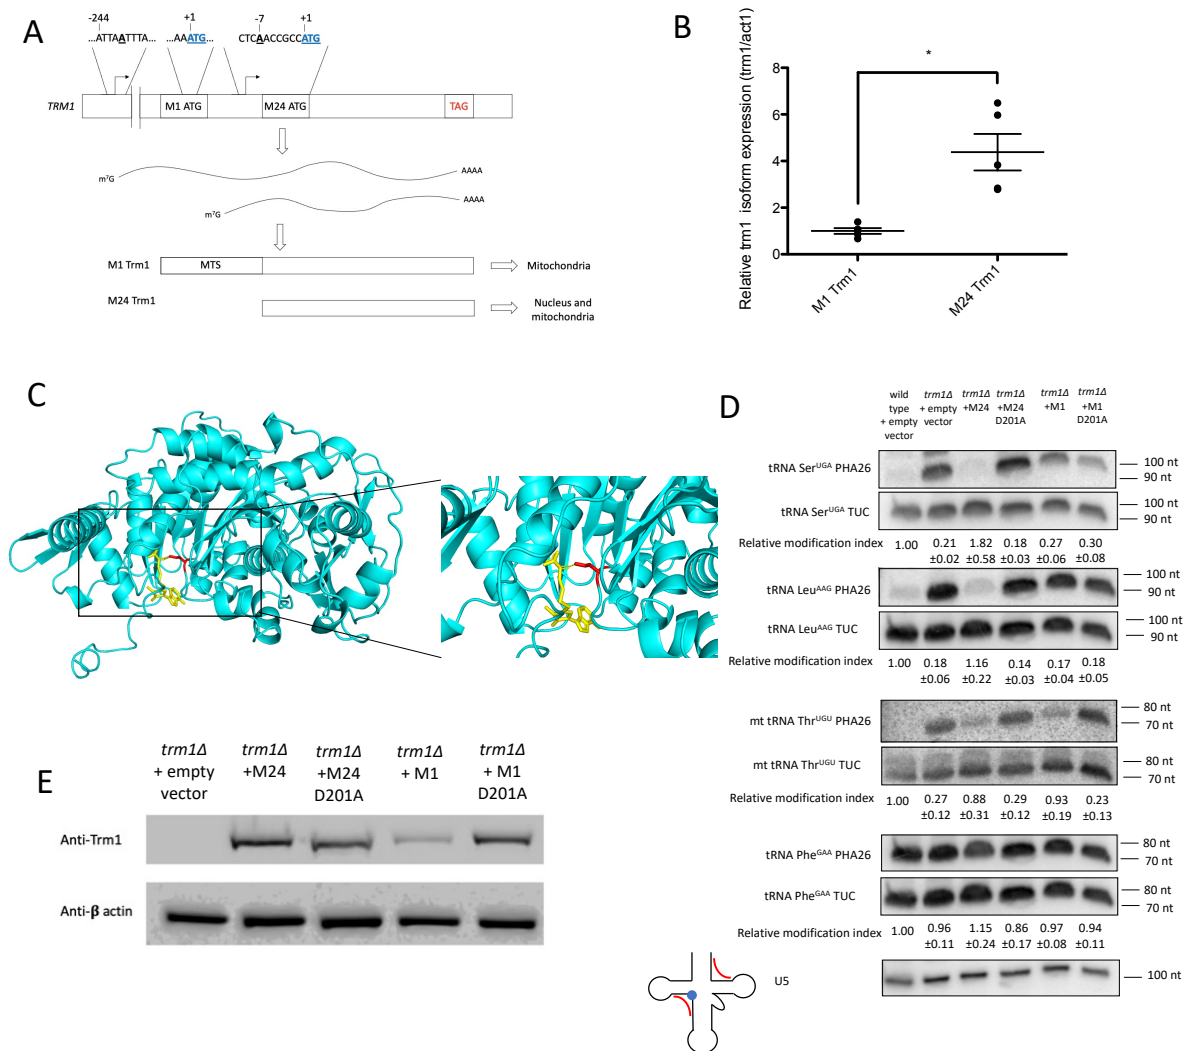 A
-244
+1
-7
+1
...ATTAATTTA...
...AAATG...
CTCAACCGCCATG
TRM1
M1 ATG
M24 ATG
TAG
m7G
AAAA
m7G
AAAA
M1 Trm1
MTS
Mitochondria
M24 Trm1
Nucleus and
mitochondria
B
Relative trm1 isoform expression (trm1/act1)
8
6
4
2
0
*
M1 Trm1
M24 Trm1
C
D
wild
type
+ empty
vector
trm1Δ
+ empty
vector
trm1Δ
+M24
trm1Δ
+M24
D201A
trm1Δ
+M1
trm1Δ
+M1
D201A
tRNA SerUGA PHA26
100 nt
90 nt
tRNA SerUGA TUC
100 nt
90 nt
Relative modification index
1.00
0.21
±0.02
1.82
±0.58
0.18
±0.03
0.27
±0.06
0.30
±0.08
tRNA LeuAAG PHA26
100 nt
90 nt
tRNA LeuAAG TUC
100 nt
90 nt
Relative modification index
1.00
0.18
±0.06
1.16
±0.22
0.14
±0.03
0.17
±0.04
0.18
±0.05
mt tRNA ThrUGU PHA26
80 nt
70 nt
mt tRNA ThrUGU TUC
80 nt
70 nt
Relative modification index
1.00
0.27
±0.12
0.88
±0.31
0.29
±0.12
0.93
±0.19
0.23
±0.13
tRNA PheGAA PHA26
80 nt
70 nt
tRNA PheGAA TUC
80 nt
70 nt
Relative modification index
1.00
0.96
±0.11
1.15
±0.24
0.86
±0.17
0.97
±0.08
0.94
±0.11
U5
100 nt
E
trm1Δ
+ empty
vector
trm1Δ
+M24
trm1Δ
+M24
D201A
trm1Δ
+ M1
trm1Δ
+ M1
D201A
Anti-Trm1
Anti-β actin